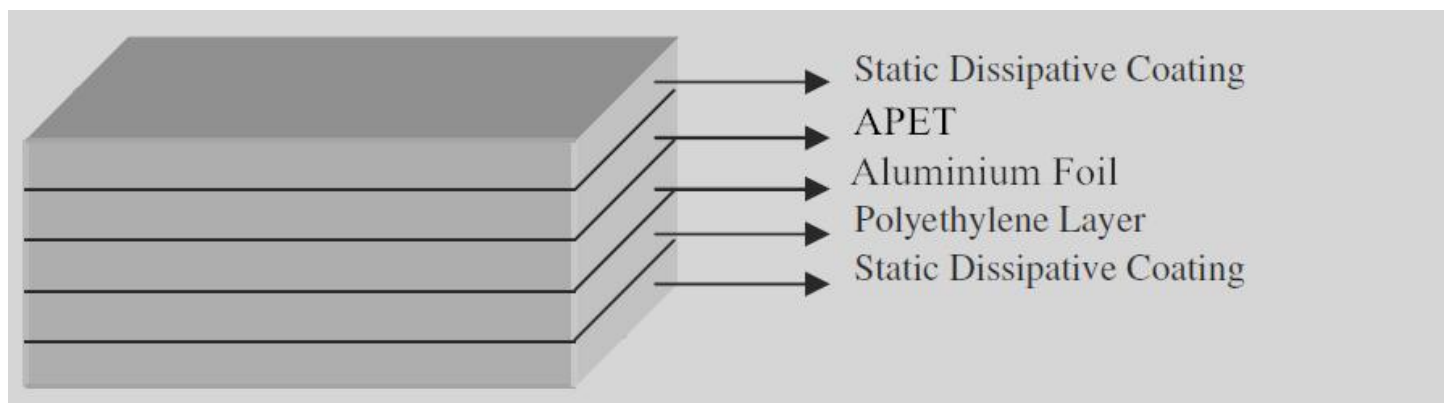 Static Dissipative Coating
APET
Aluminium Foil
Polyethylene Layer
Static Dissipative Coating